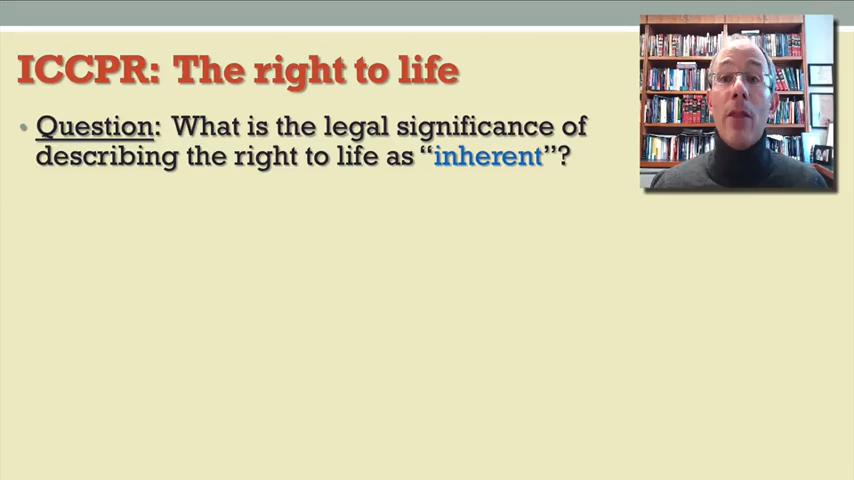 ICCPR: The right to life
• Question: What is the legal significance of
describing the right to life as “inherent”?